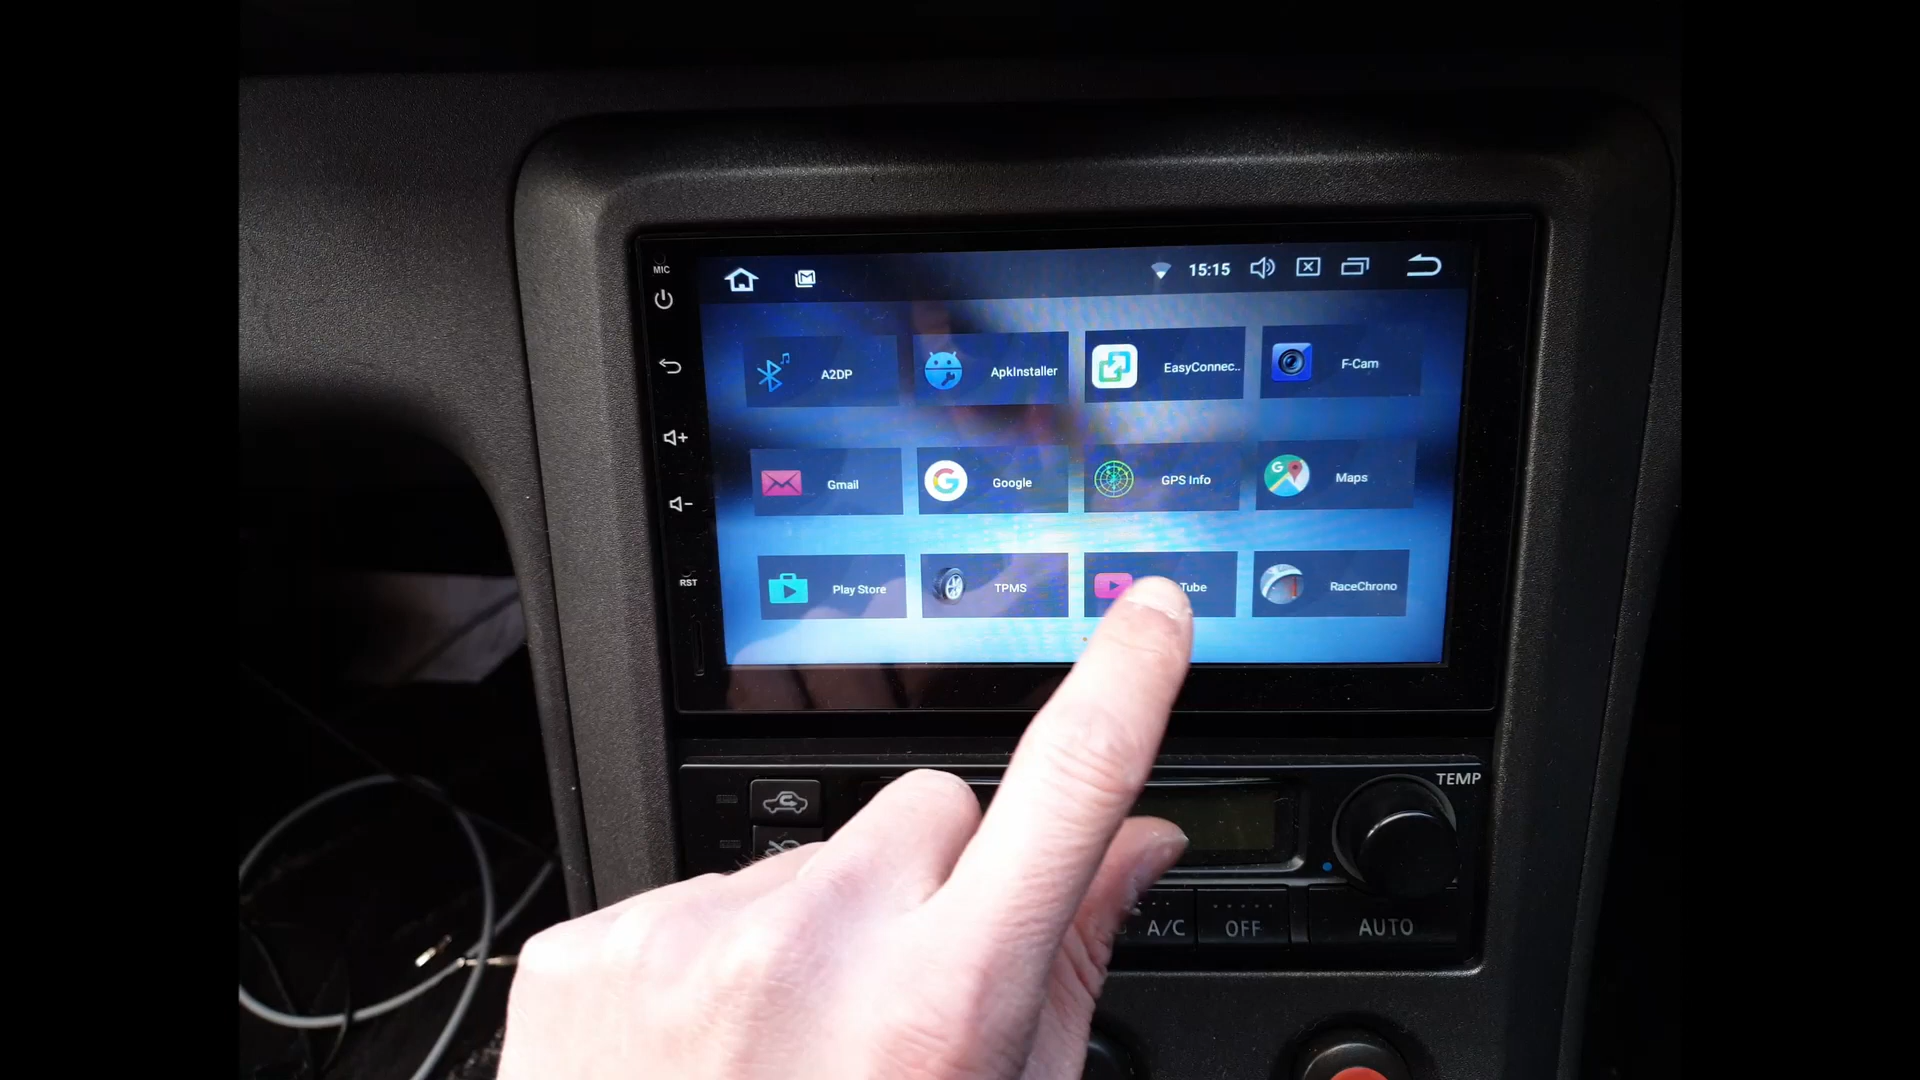 MIC
15:15
A2DP
ApkInstaller
EasyConnec..
F-Cam
Gmail
Google
GPS Info
Maps
RST
Play Store
TPMS
Tube
RaceChrono
TEMP
A/C
OFF
AUTO